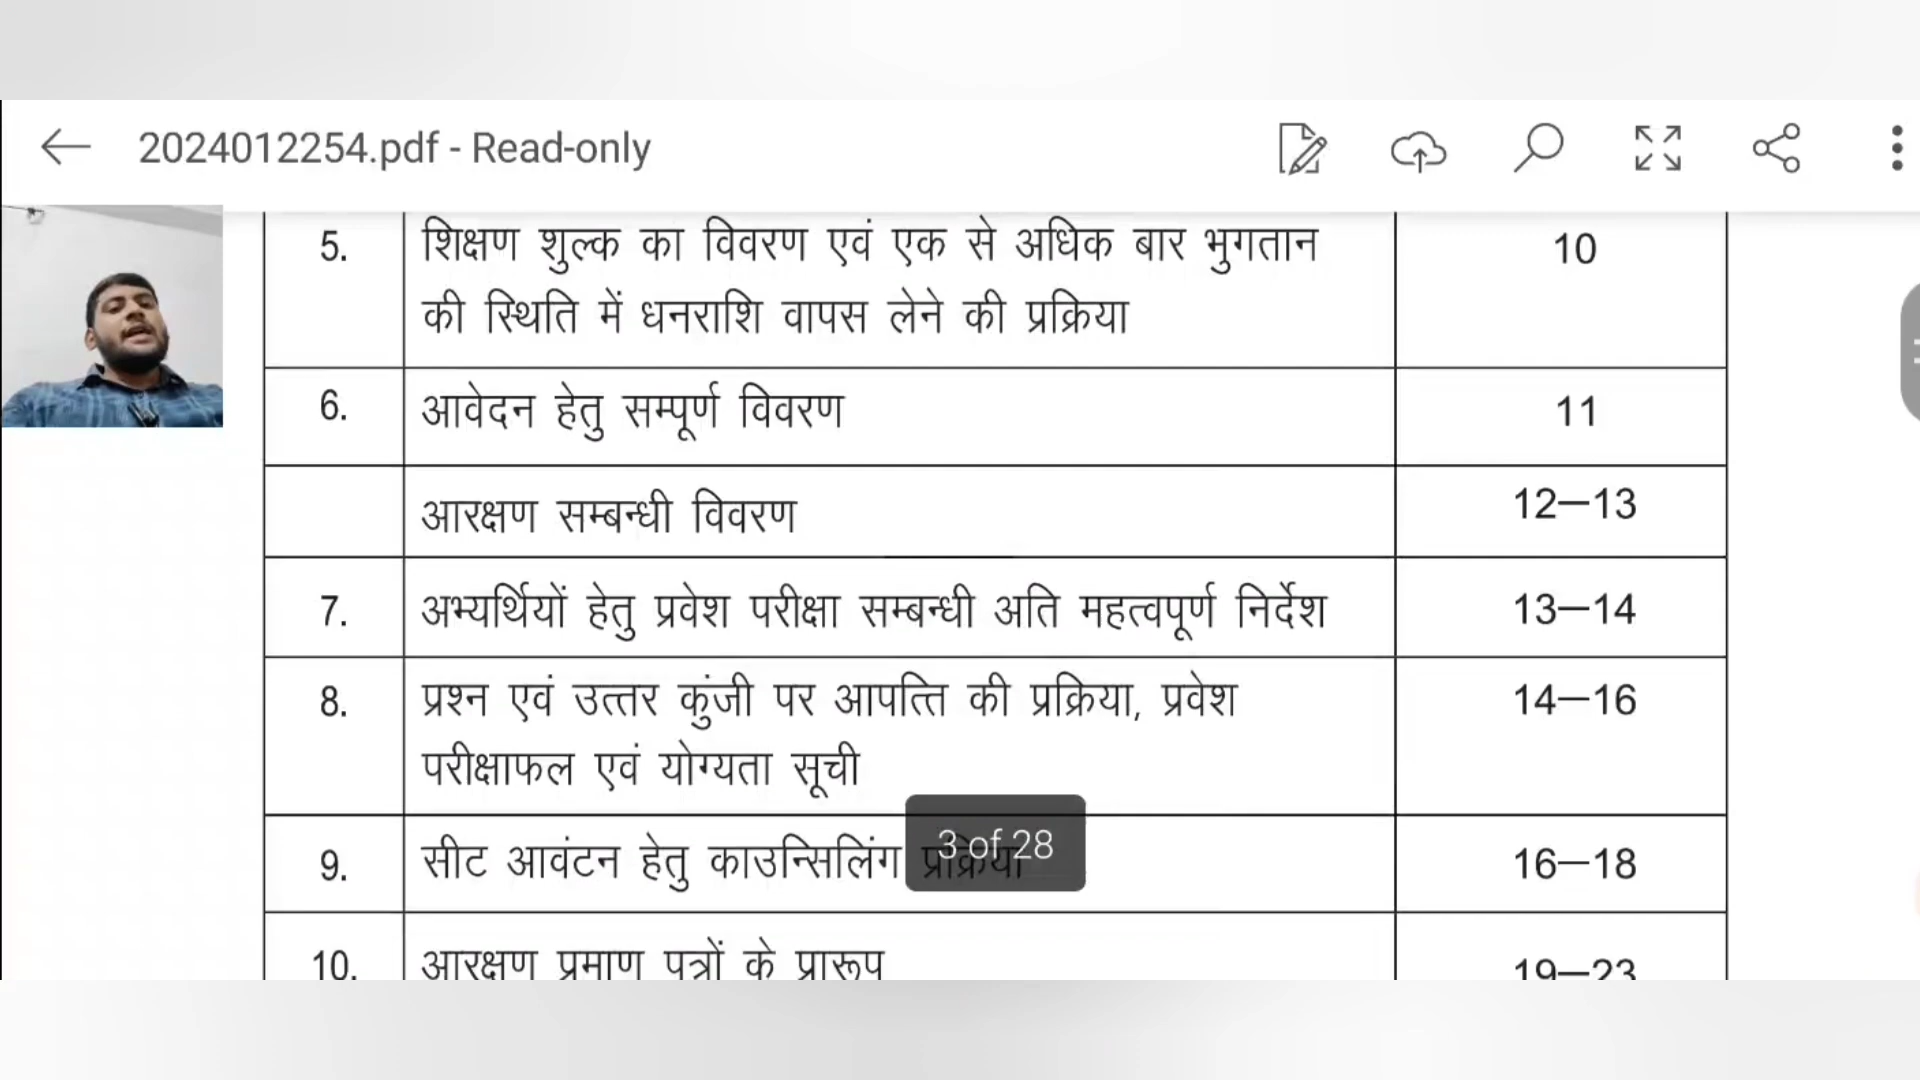 2024012254.pdf - Read-only
5. शिक्षण शुल्क का विवरण एवं एक से अधिक बार भुगतान 10
की स्थिति में धनराशि वापस लेने की प्रक्रिया
6. आवेदन हेतु सम्पूर्ण विवरण 11
आरक्षण सम्बन्धी विवरण 12—13
7. अभ्यर्थियों हेतु प्रवेश परीक्षा सम्बन्धी अति महत्वपूर्ण निर्देश 13—14
8. प्रश्न एवं उत्तर कुंजी पर आपत्ति की प्रक्रिया, प्रवेश 14—16
परीक्षाफल एवं योग्यता सूची
9. सीट आवंटन हेतु काउन्सिलिंग प्रक्रिया 16—18
3 of 28
10. आरक्षण प्रमाण पत्रों के प्रारूप 19—23